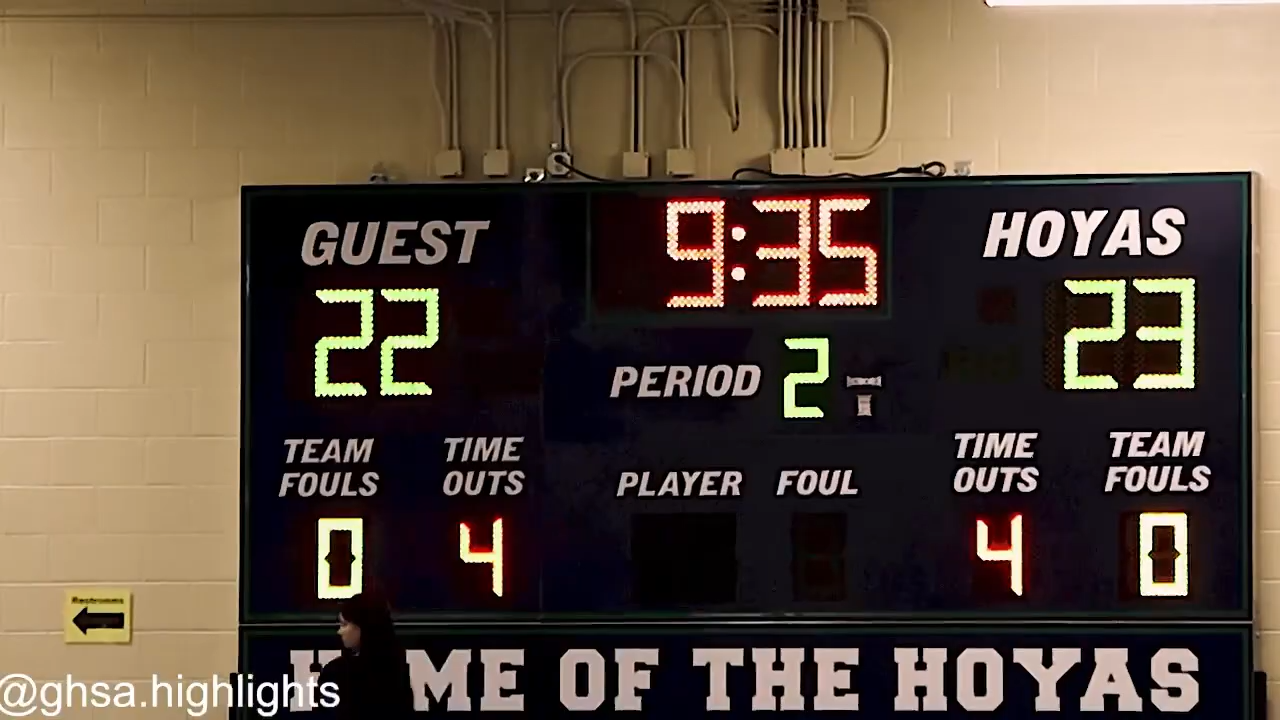 9:35
GUEST
HOYAS
22
23
PERIOD 2
TEAM FOULS
TIME OUTS
PLAYER
FOUL
TIME OUTS
TEAM FOULS
0
4
4
0
Restrooms
H ME OF THE HOYAS
@ghsa.highlights